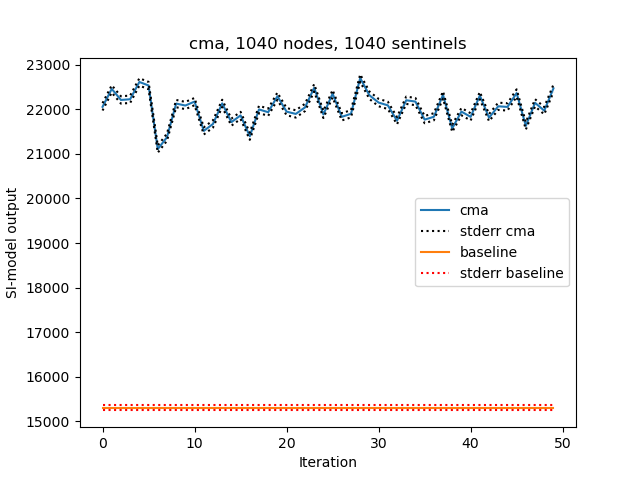 cma, 1040 nodes, 1040 sentinels
23000
22000
21000
20000
19000
18000
17000
16000
15000
SI-model output
cma
stderr cma
baseline
stderr baseline
0 10 20 30 40 50
Iteration